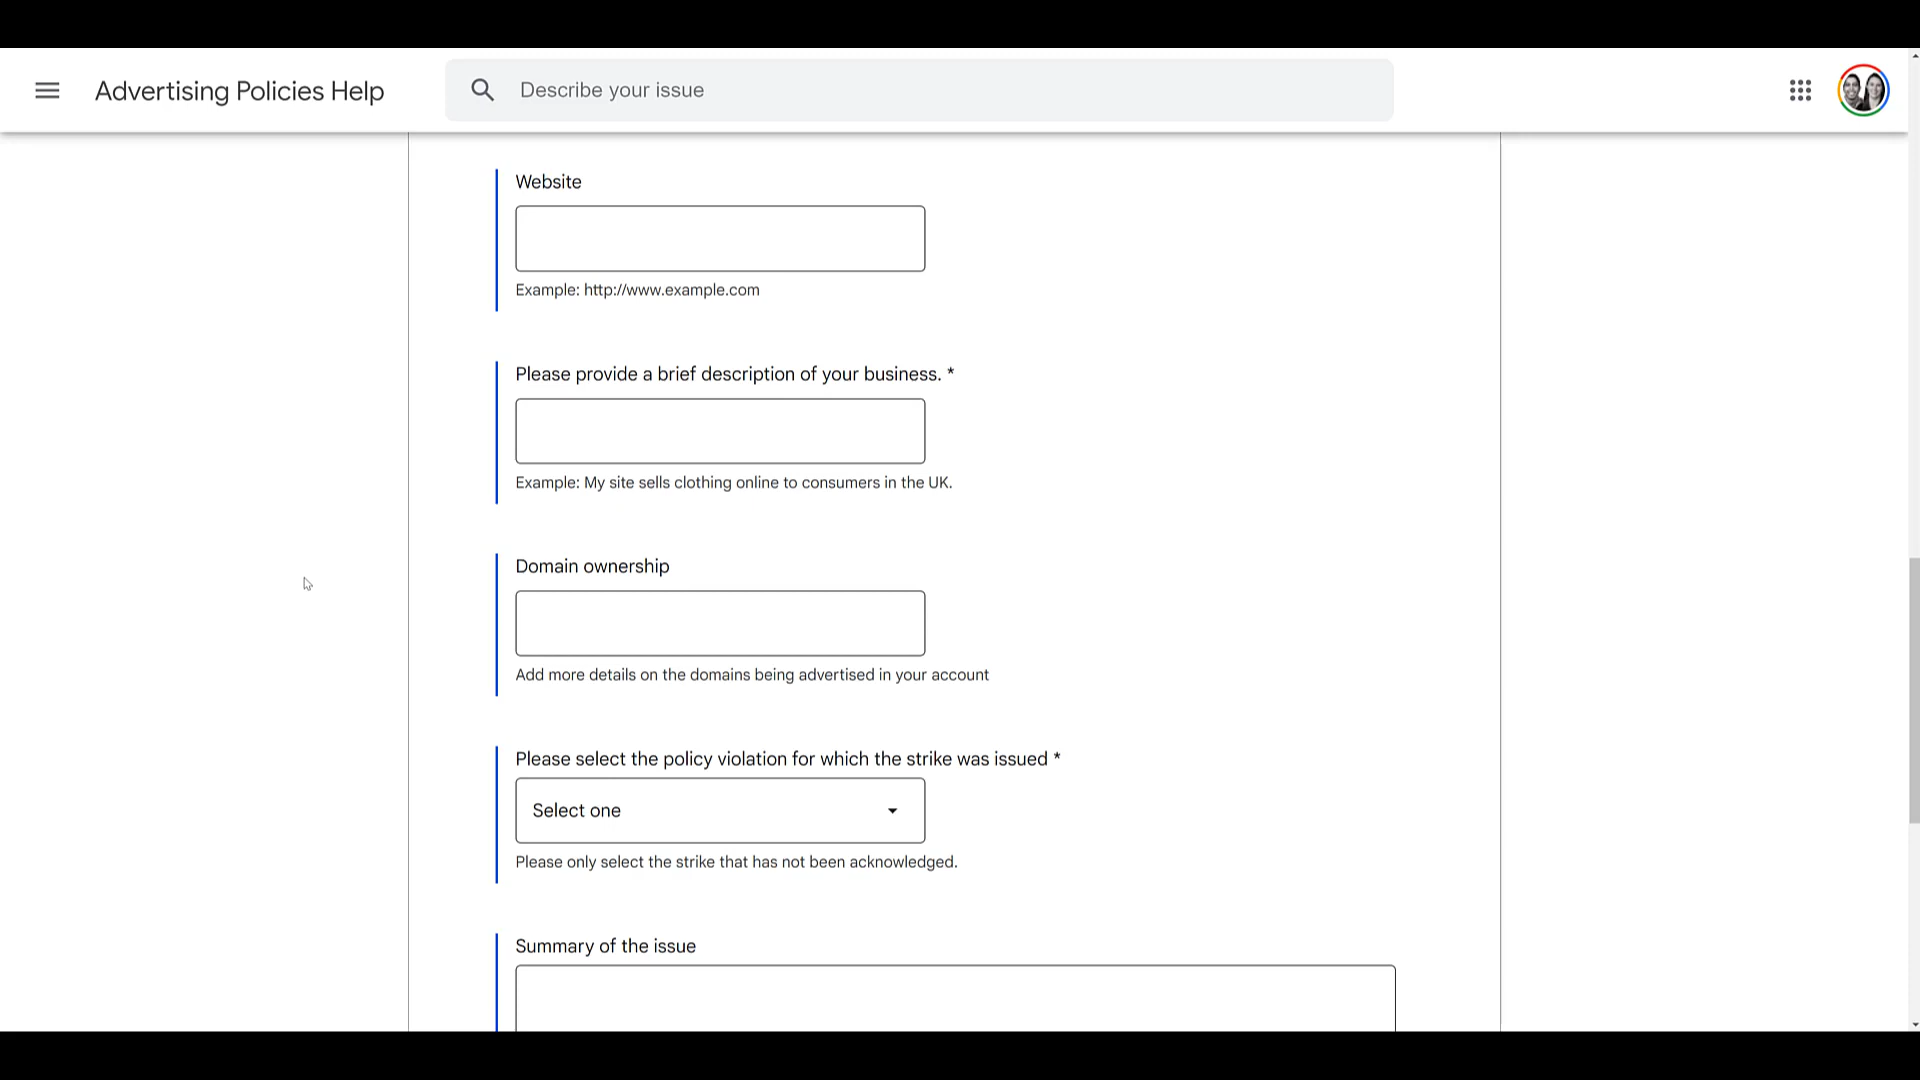 Advertising Policies Help
Describe your issue
Website
Example: http://www.example.com
Please provide a brief description of your business. *
Example: My site sells clothing online to consumers in the UK.
Domain ownership
Add more details on the domains being advertised in your account
Please select the policy violation for which the strike was issued *
Select one
Please only select the strike that has not been acknowledged.
Summary of the issue